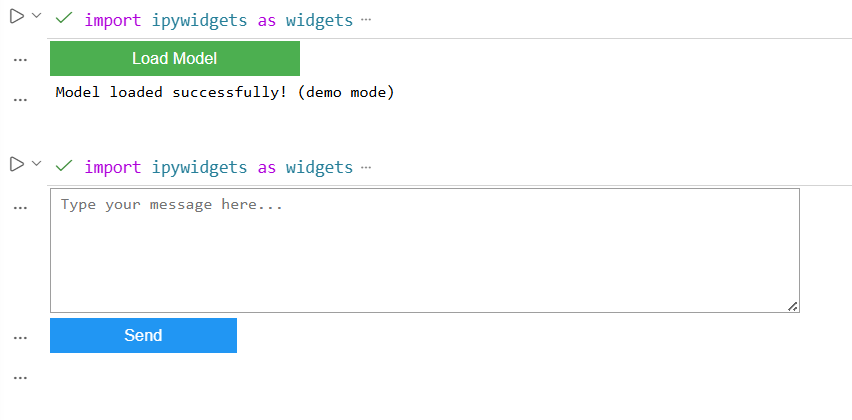 import ipywidgets as widgets ...
Load Model
Model loaded successfully! (demo mode)
import ipywidgets as widgets ...
Type your message here...
Send